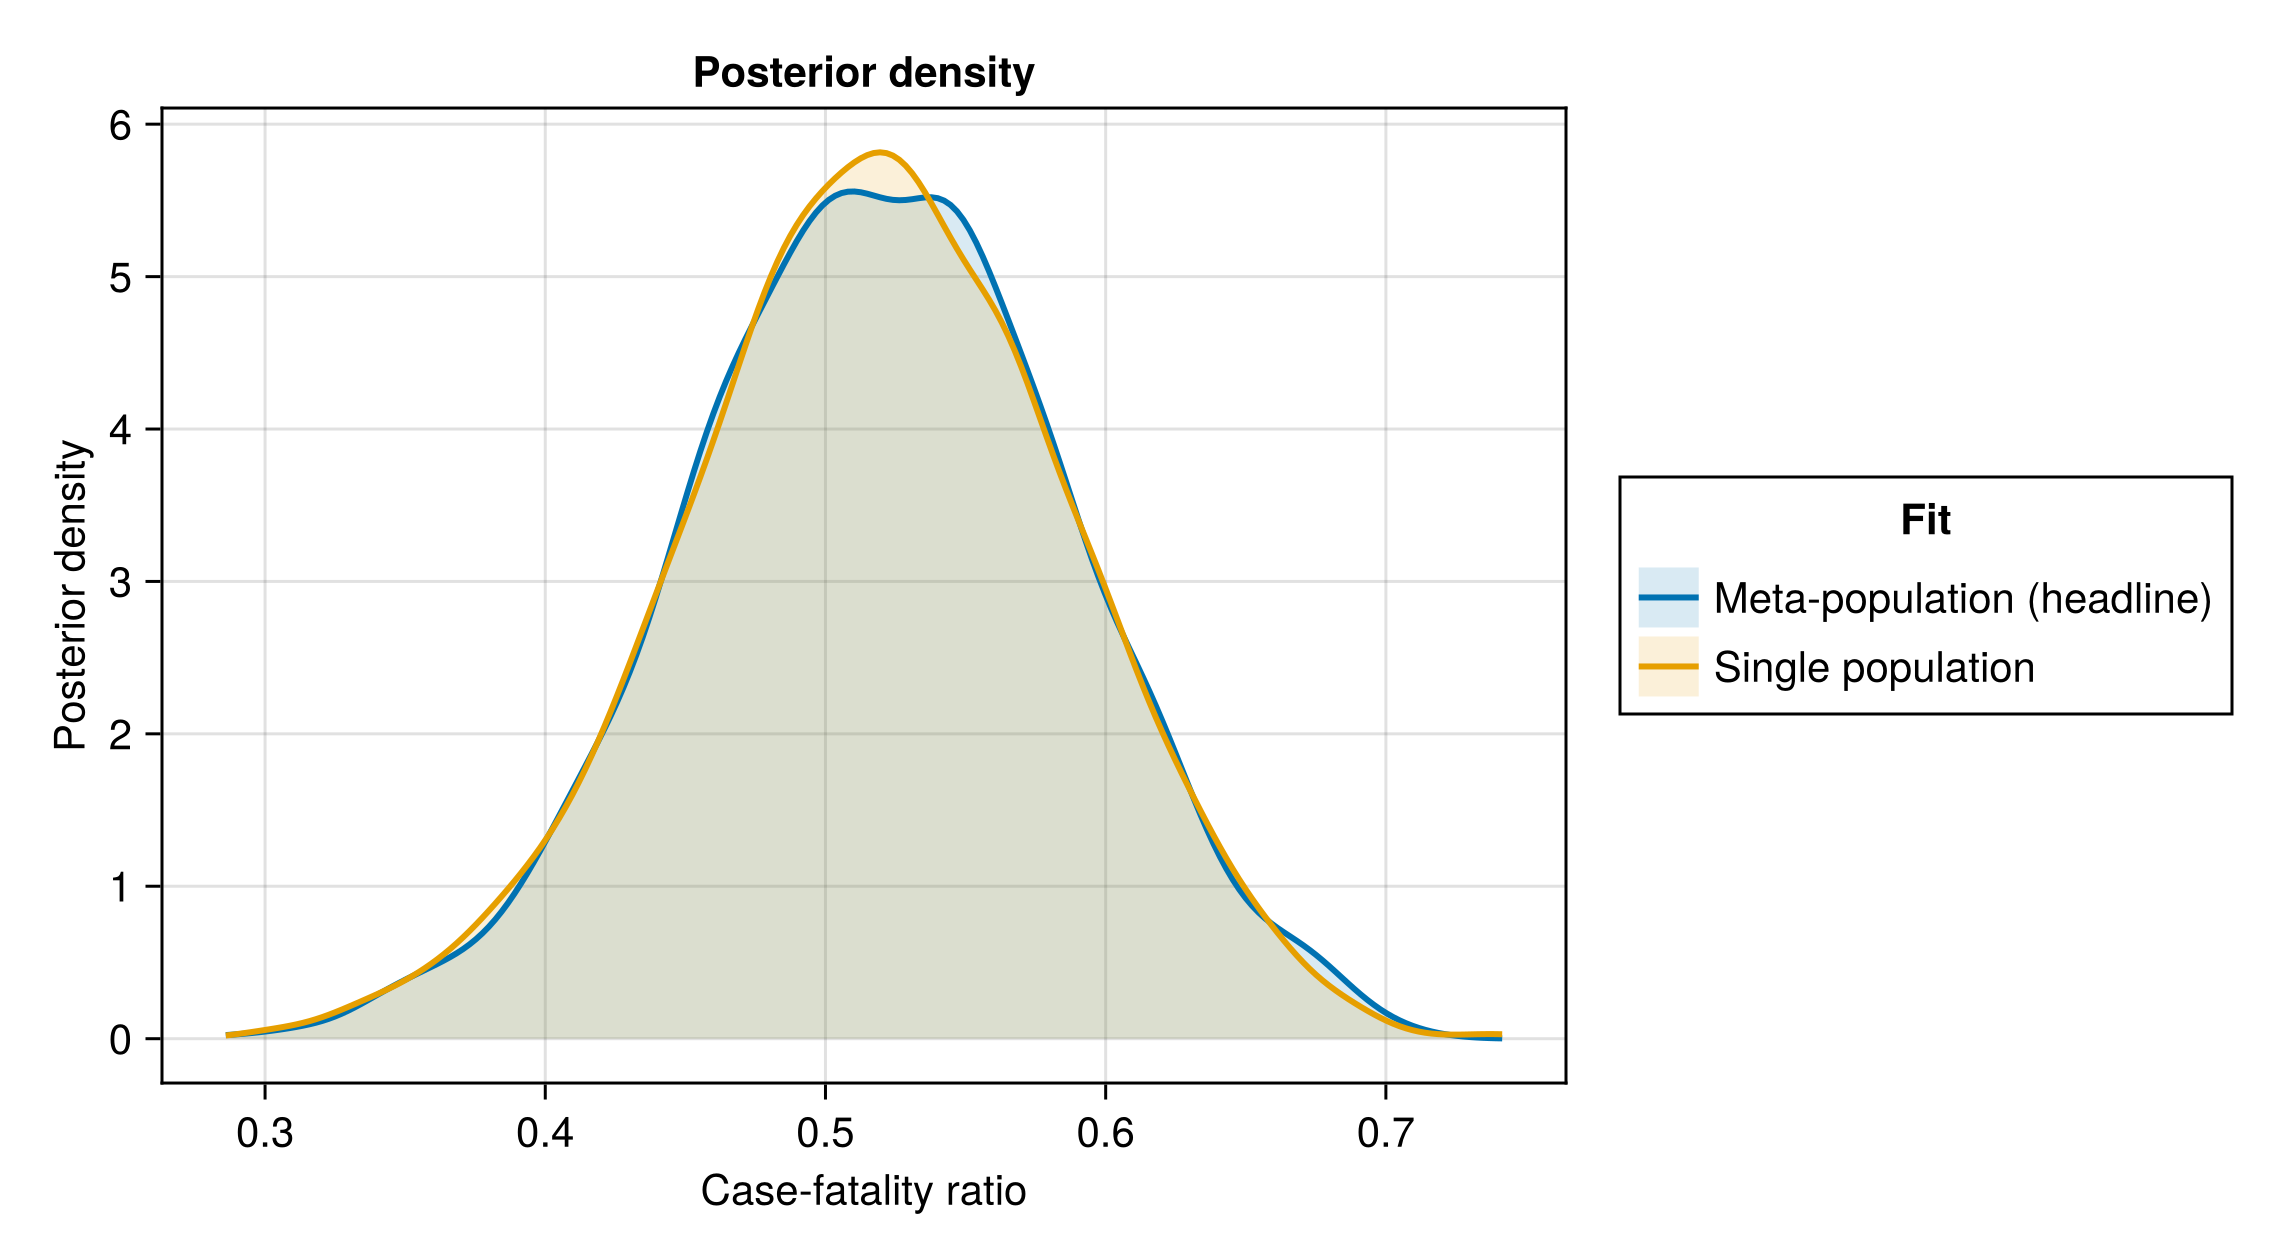 Posterior density
6
5
4
3
2
1
0
Posterior density
0.3 0.4 0.5 0.6 0.7
Case-fatality ratio
Fit
Meta-population (headline)
Single population